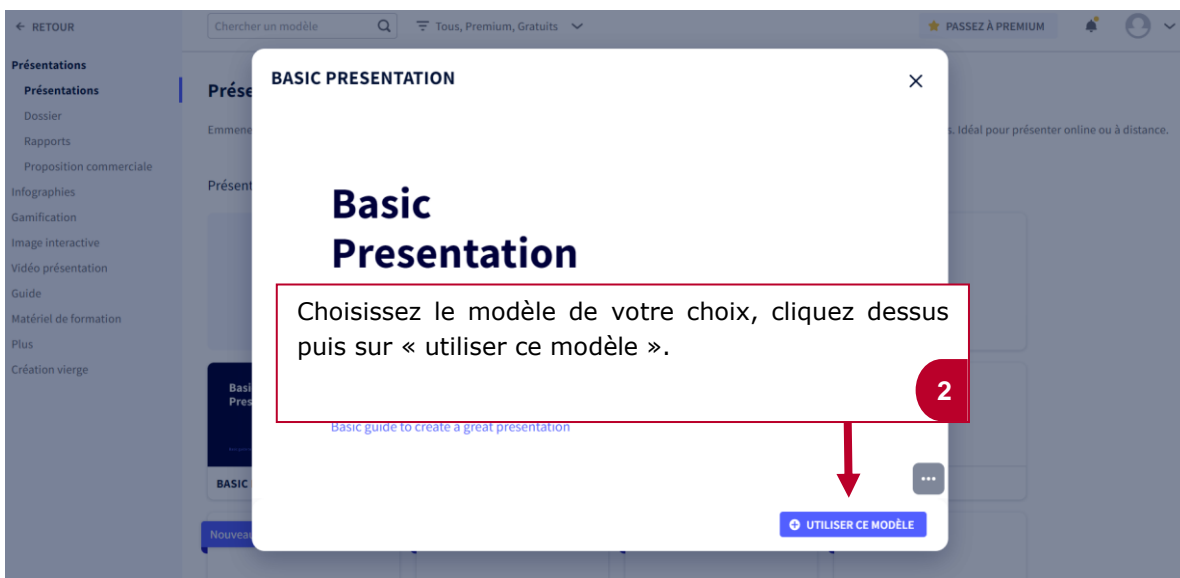 ← RETOUR
Chercher un modèle
Tous, Premium, Gratuits
PASSEZ À PREMIUM
Présentations
Présentations
Dossier
Rapports
Proposition commerciale
Infographies
Gamification
Image interactive
Vidéo présentation
Guide
Matériel de formation
Plus
Création vierge
Prése
Emmene
s. Idéal pour présenter online ou à distance.
Présent
BASIC PRESENTATION
Basic
Presentation
Choisissez le modèle de votre choix, cliquez dessus
puis sur « utiliser ce modèle ».
2
Basic guide to create a great presentation
Basi
Pres
BASIC
UTILISER CE MODÈLE
Nouveau